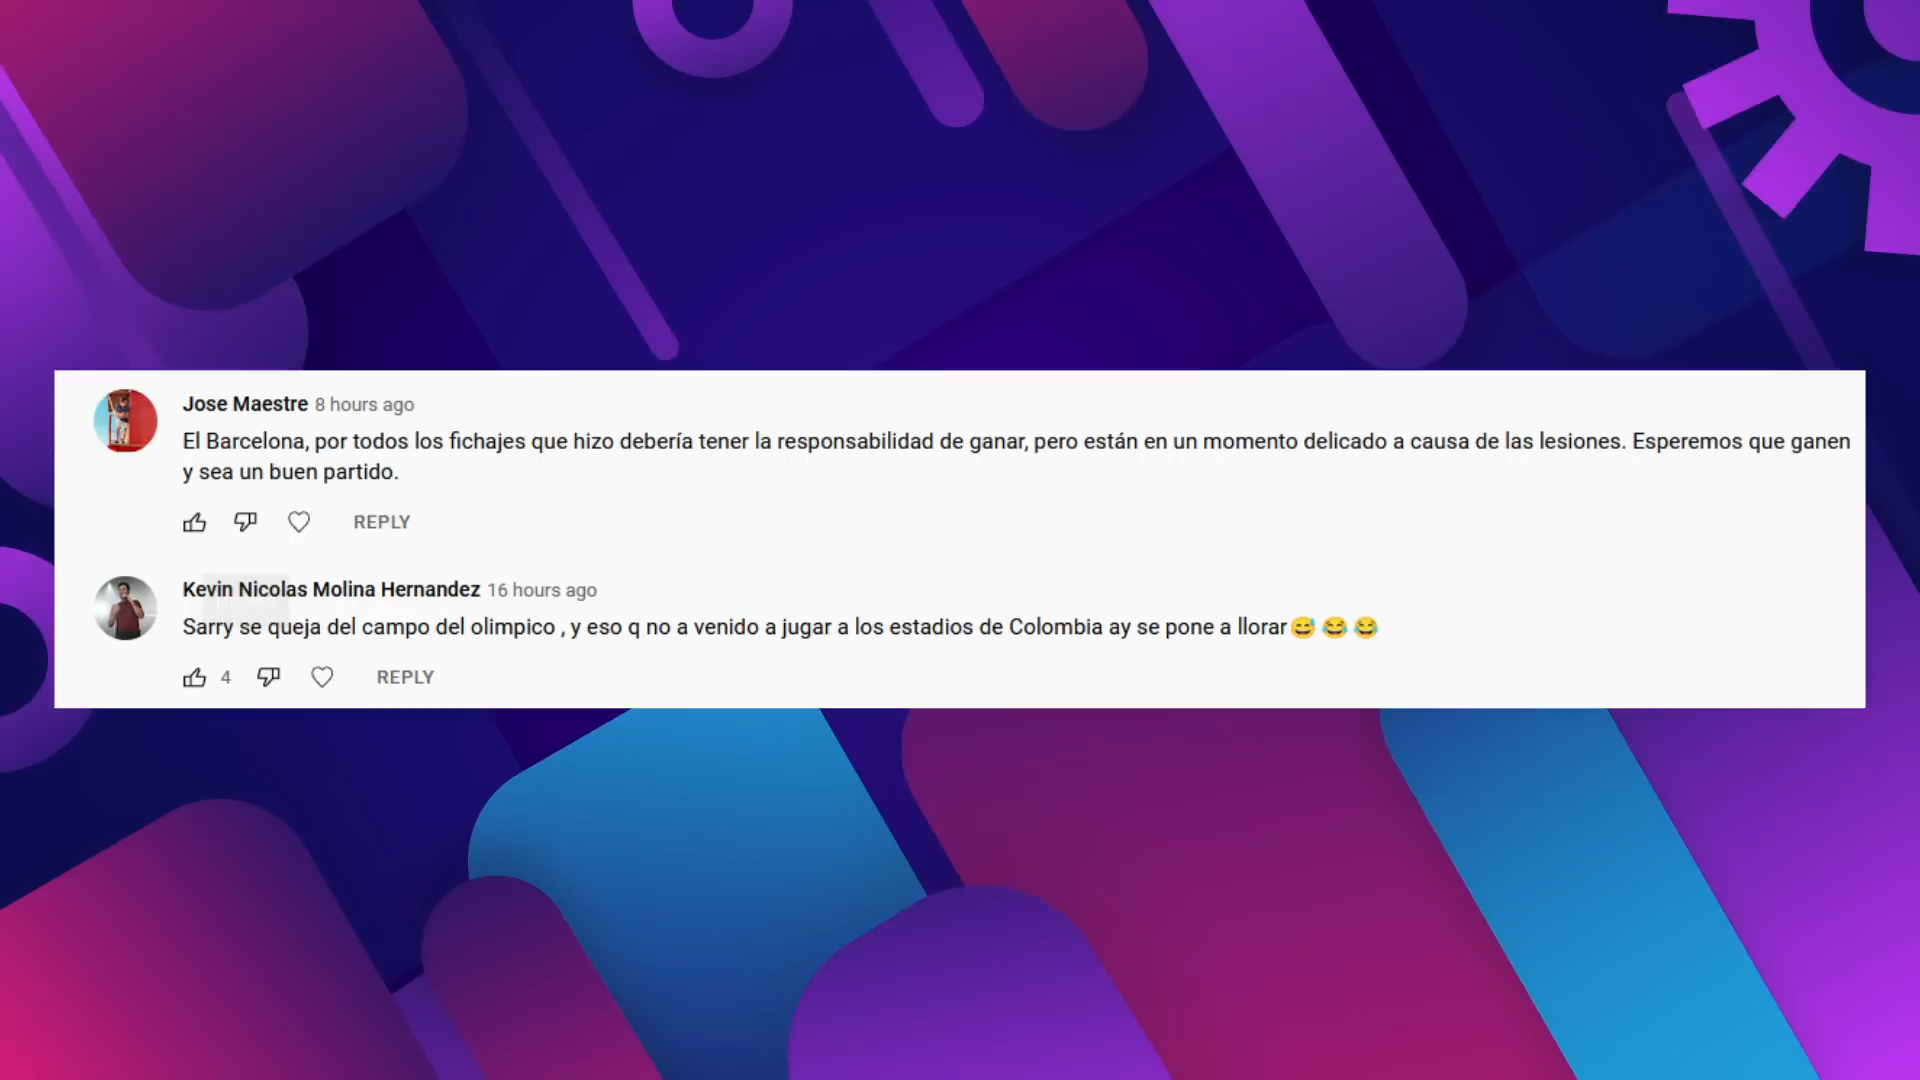 Jose Maestre 8 hours ago
El Barcelona, por todos los fichajes que hizo debería tener la responsabilidad de ganar, pero están en un momento delicado a causa de las lesiones. Esperemos que ganen
y sea un buen partido.
REPLY
Kevin Nicolas Molina Hernandez 16 hours ago
Sarry se queja del campo del olimpico , y eso q no a venido a jugar a los estadios de Colombia ay se pone a llorar😅 😂 😂
4 REPLY